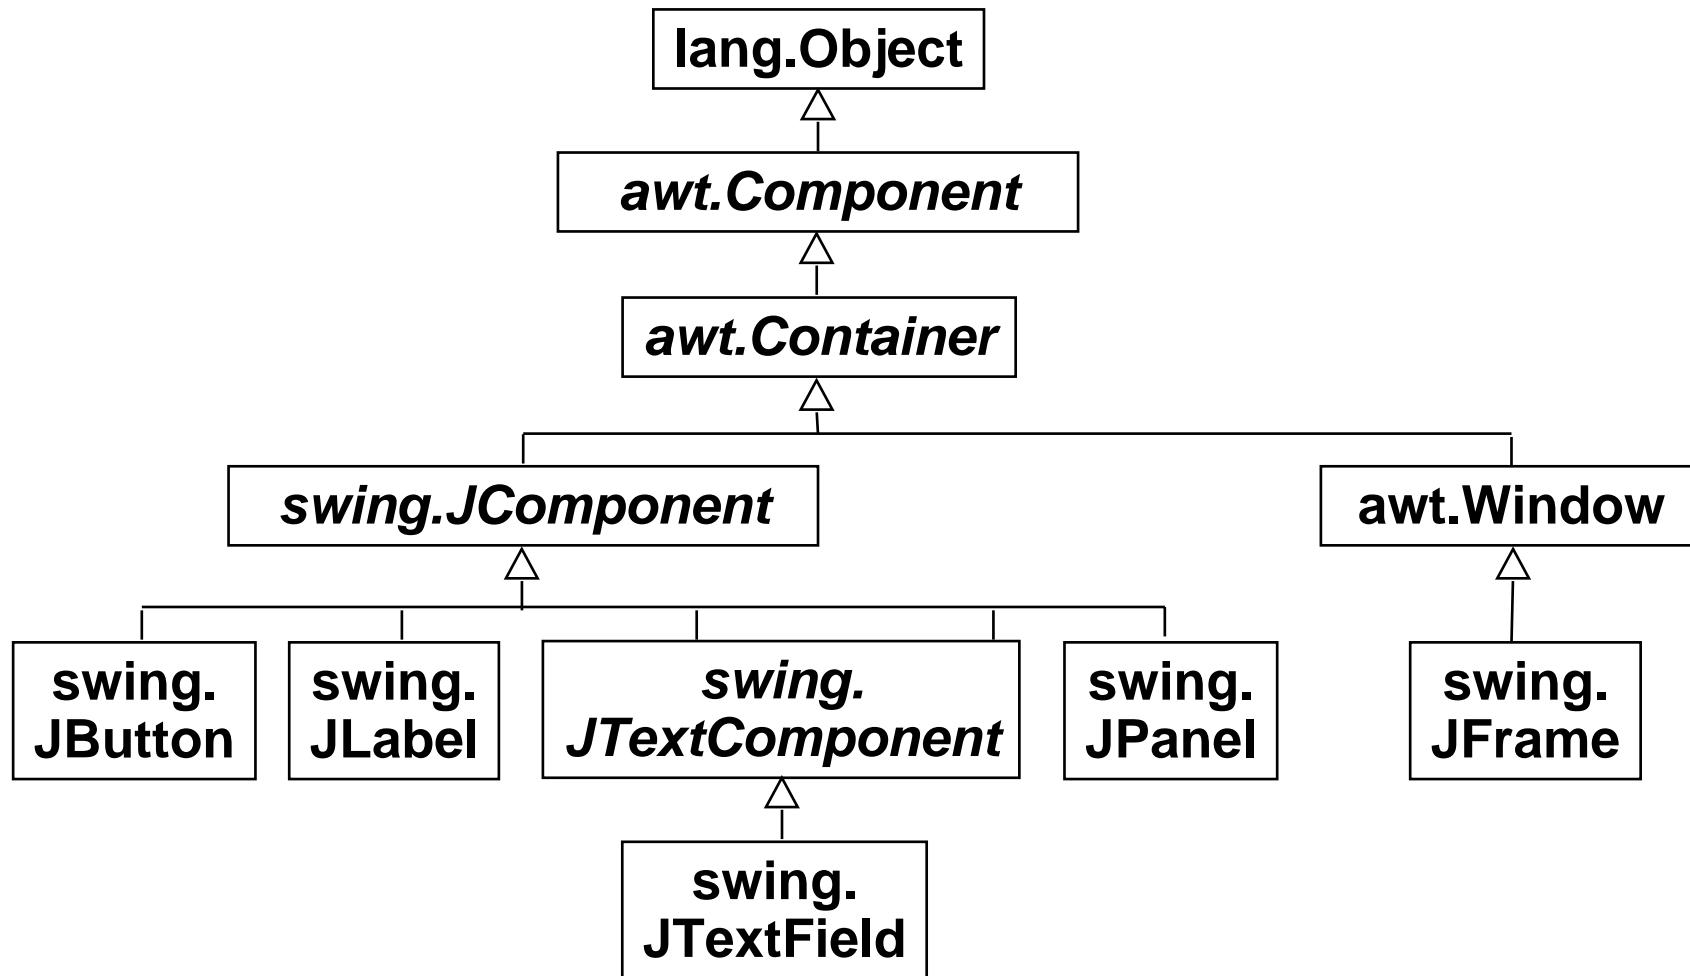 lang.Object
awt.Component
awt.Container
swing.JComponent
awt.Window
swing.
JButton
swing.
JLabel
swing.
JTextComponent
swing.
JPanel
swing.
JFrame
swing.
JTextField